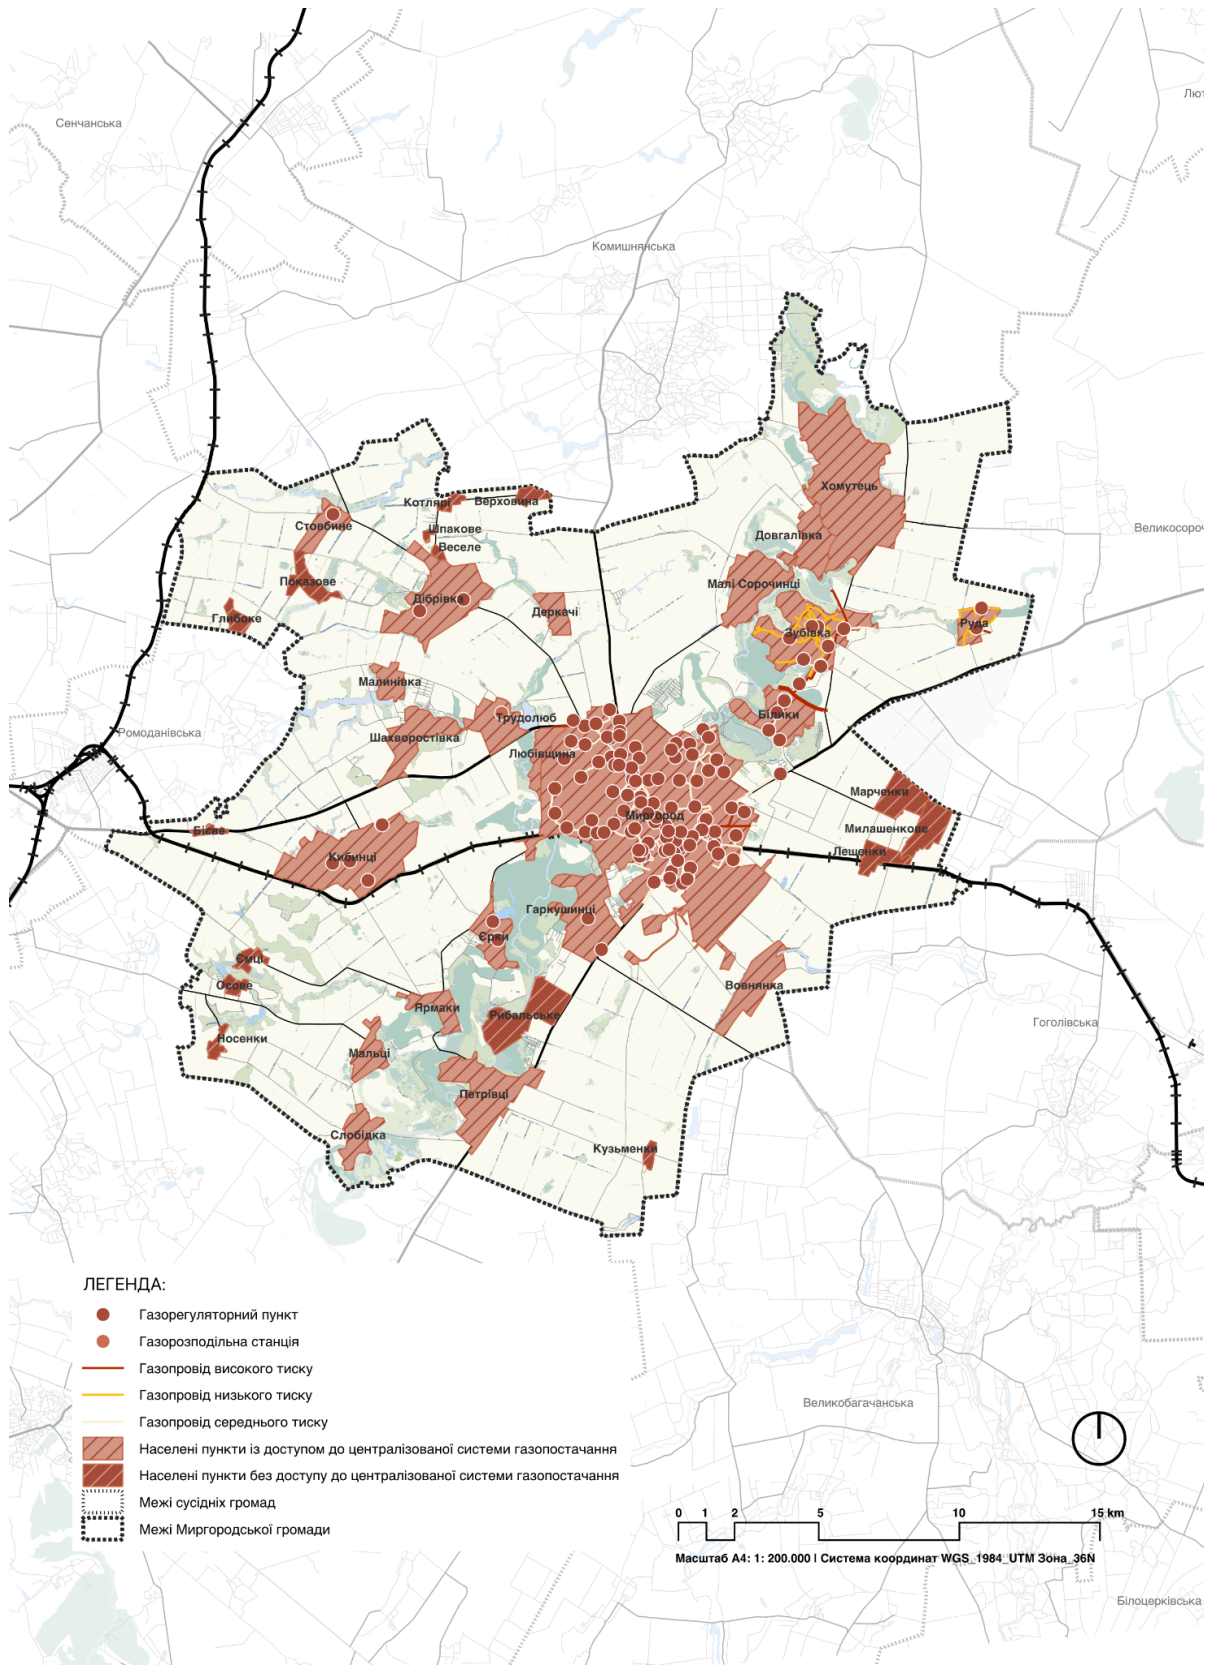 Лют
Сенчанська
Комишнянська
Хомутець
Котлярі
Верховина
Стовбине
Шпакове
Великосороч
Довгалівка
Веселе
Показове
Малі Сорочинці
Дібрівка
Деркачі
Глибоке
Руда
Зубівка
Малинівка
Білики
Трудолюб
Ромоданівська
Шахворостівка
Любівщина
Марченки
Миргород
Бієве
Милашенкове
Лещенки
Кибинці
Гаркушинці
Єрки
Ємці
Осове
Вовнянка
Ярмаки
Рибальське
Гоголівська
Носенки
Мальці
Петрівці
Слобідка
Кузьменки
ЛЕГЕНДА:
Газорегуляторний пункт
Газорозподільна станція
Газопровід високого тиску
Газопровід низького тиску
Газопровід середнього тиску
Населені пункти із доступом до централізованої системи газопостачання
Населені пункти без доступу до централізованої системи газопостачання
Межі сусідніх громад
Межі Миргородської громади
Великобагачанська
0 1 2 5 10 15 km
Масштаб А4: 1: 200.000 | Система координат WGS_1984_UTM Зона_36N
Білоцерківська